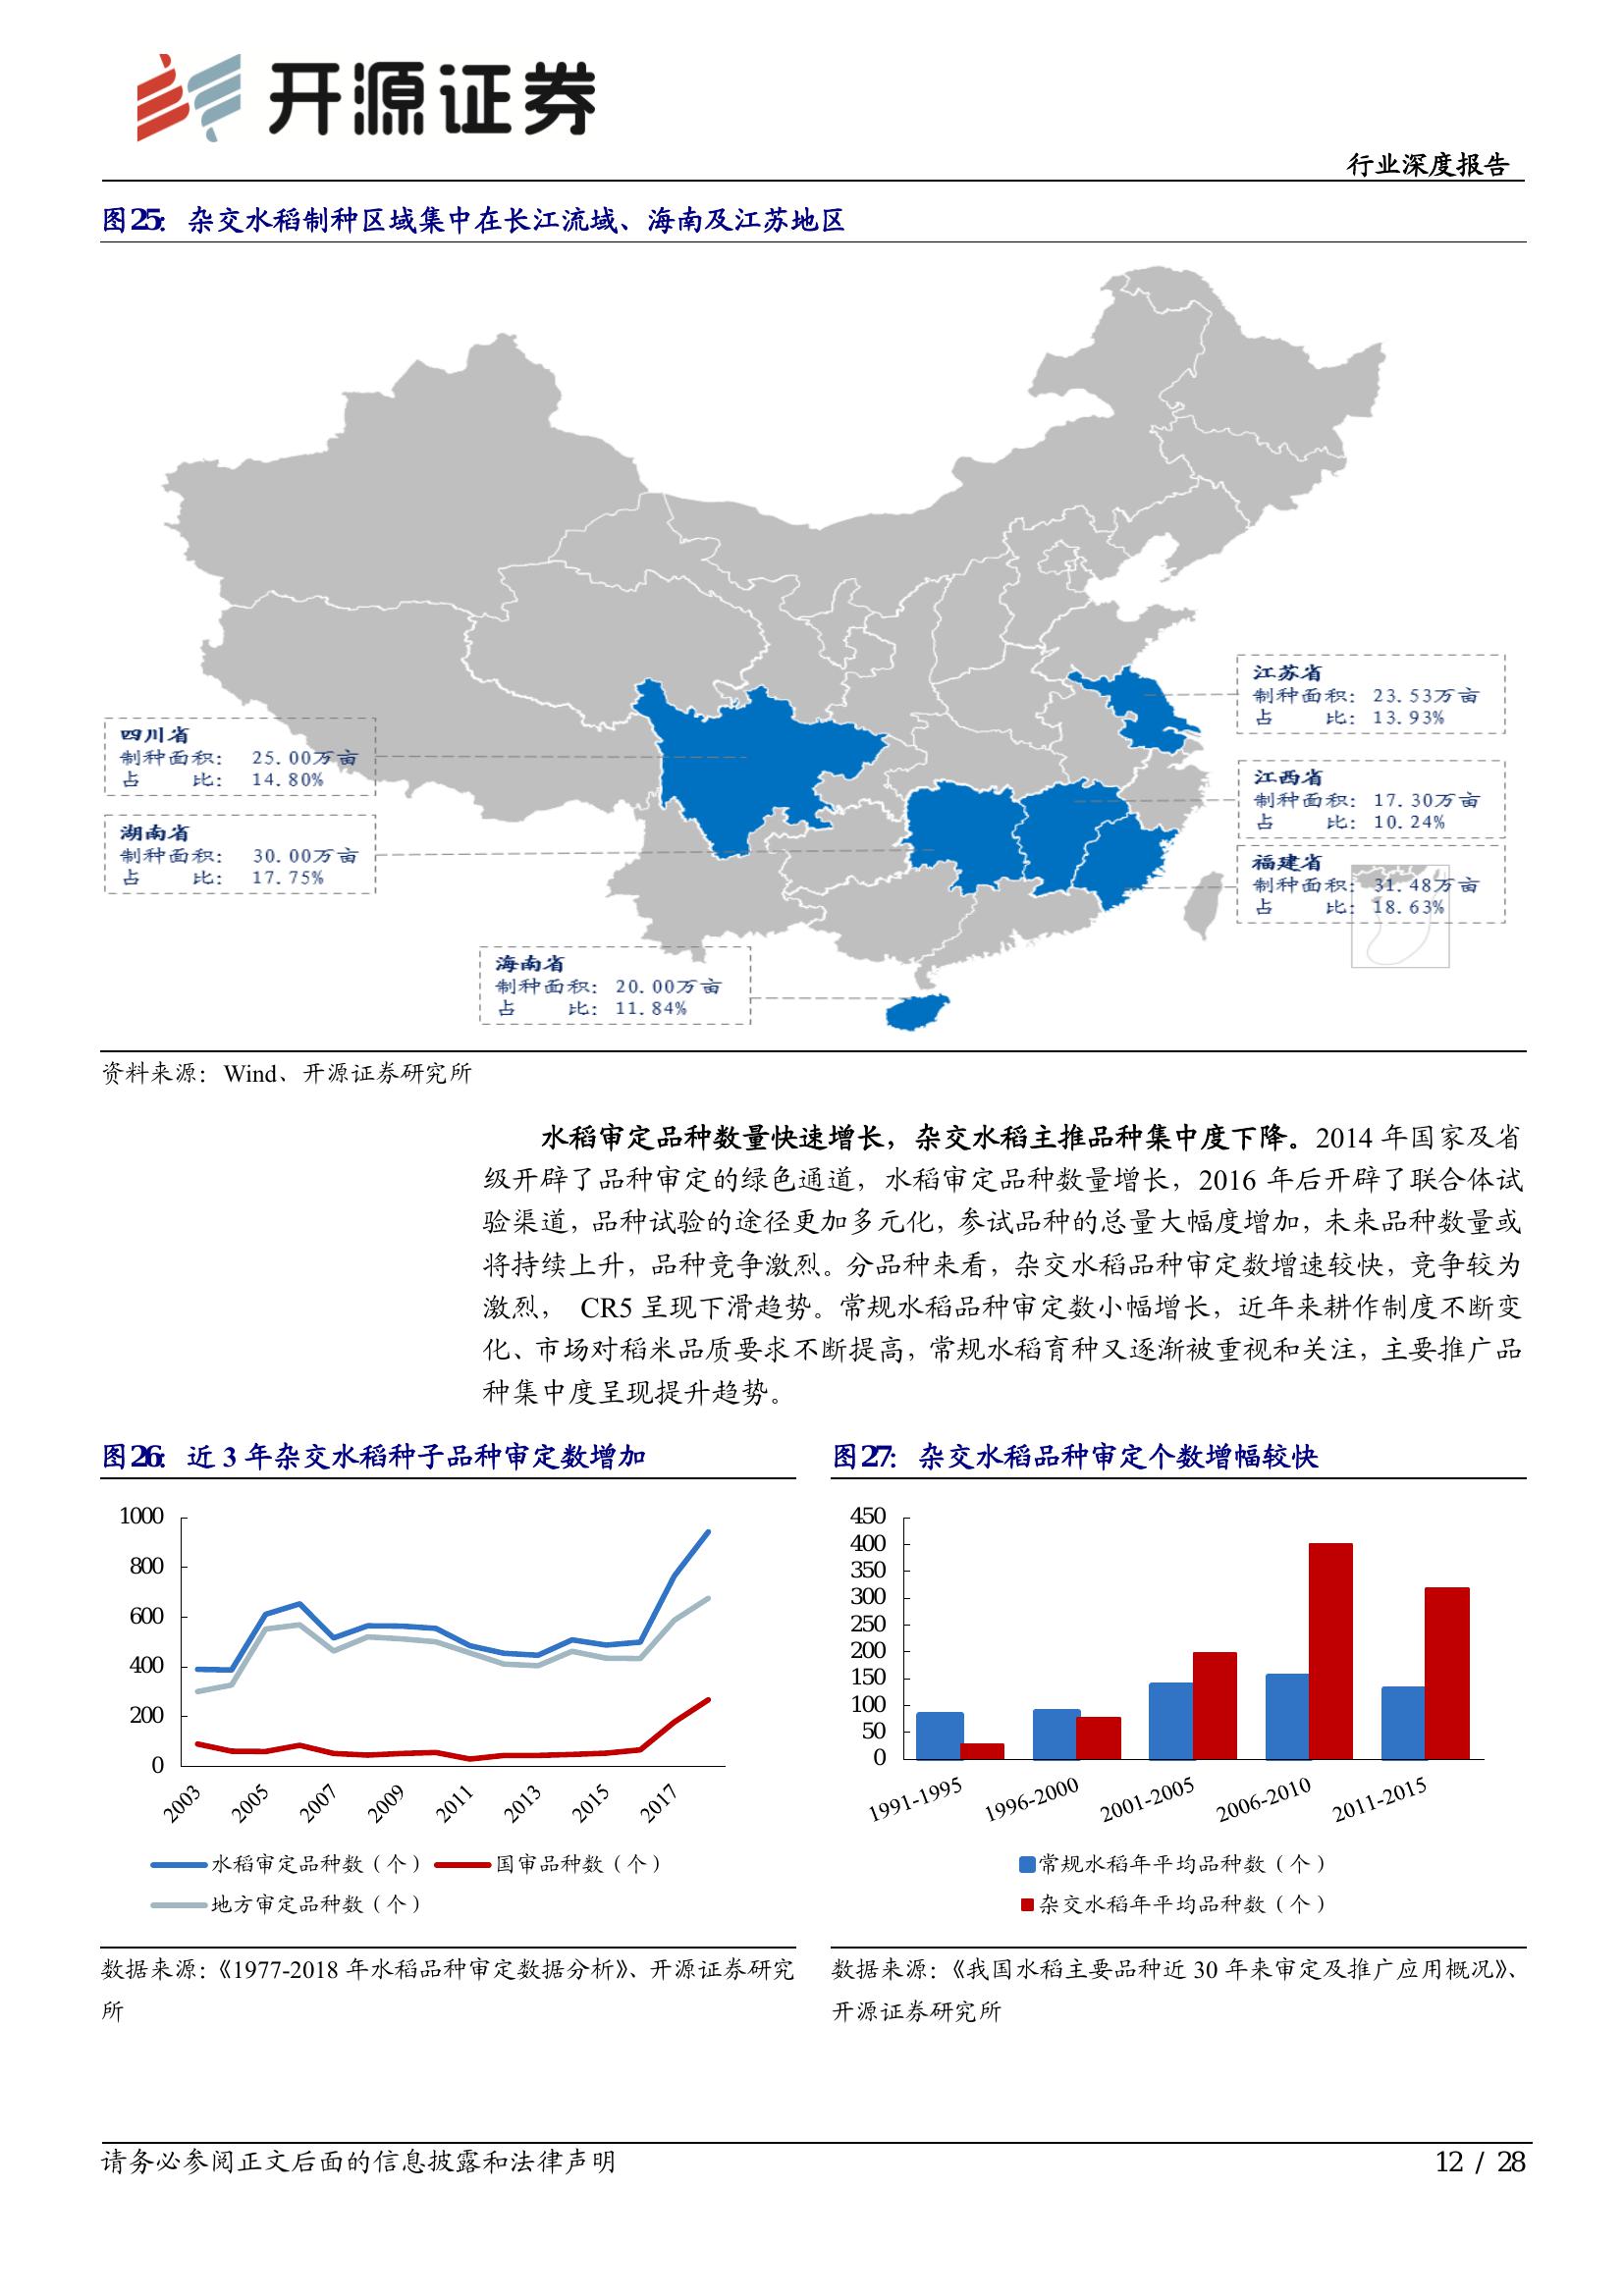 开源证券
行业深度报告
图25：杂交水稻制种区域集中在长江流域、海南及江苏地区
江苏省
制种面积：23.53万亩
占 比：13.93%
四川省
制种面积：25.00万亩
占 比：14.80%
江西省
制种面积：17.30万亩
占 比：10.24%
湖南省
制种面积：30.00万亩
占 比：17.75%
福建省
制种面积：31.48万亩
占 比：18.63%
海南省
制种面积：20.00万亩
占 比：11.84%
资料来源：Wind、开源证券研究所
水稻审定品种数量快速增长，杂交水稻主推品种集中度下降。2014 年国家及省
级开辟了品种审定的绿色通道，水稻审定品种数量增长，2016 年后开辟了联合体试
验渠道，品种试验的途径更加多元化，参试品种的总量大幅度增加，未来品种数量或
将持续上升，品种竞争激烈。分品种来看，杂交水稻品种审定数增速较快，竞争较为
激烈， CR5 呈现下滑趋势。常规水稻品种审定数小幅增长，近年来耕作制度不断变
化、市场对稻米品质要求不断提高，常规水稻育种又逐渐被重视和关注，主要推广品
种集中度呈现提升趋势。
图26：近 3 年杂交水稻种子品种审定数增加
1000
800
600
400
200
0
2003
2005
2007
2009
2011
2013
2015
2017
水稻审定品种数（个）
国审品种数（个）
地方审定品种数（个）
数据来源：《1977-2018 年水稻品种审定数据分析》、开源证券研究
所
图27：杂交水稻品种审定个数增幅较快
450
400
350
300
250
200
150
100
50
0
1991-1995
1996-2000
2001-2005
2006-2010
2011-2015
常规水稻年平均品种数（个）
杂交水稻年平均品种数（个）
数据来源：《我国水稻主要品种近 30 年来审定及推广应用概况》、
开源证券研究所
请务必参阅正文后面的信息披露和法律声明
12 / 28